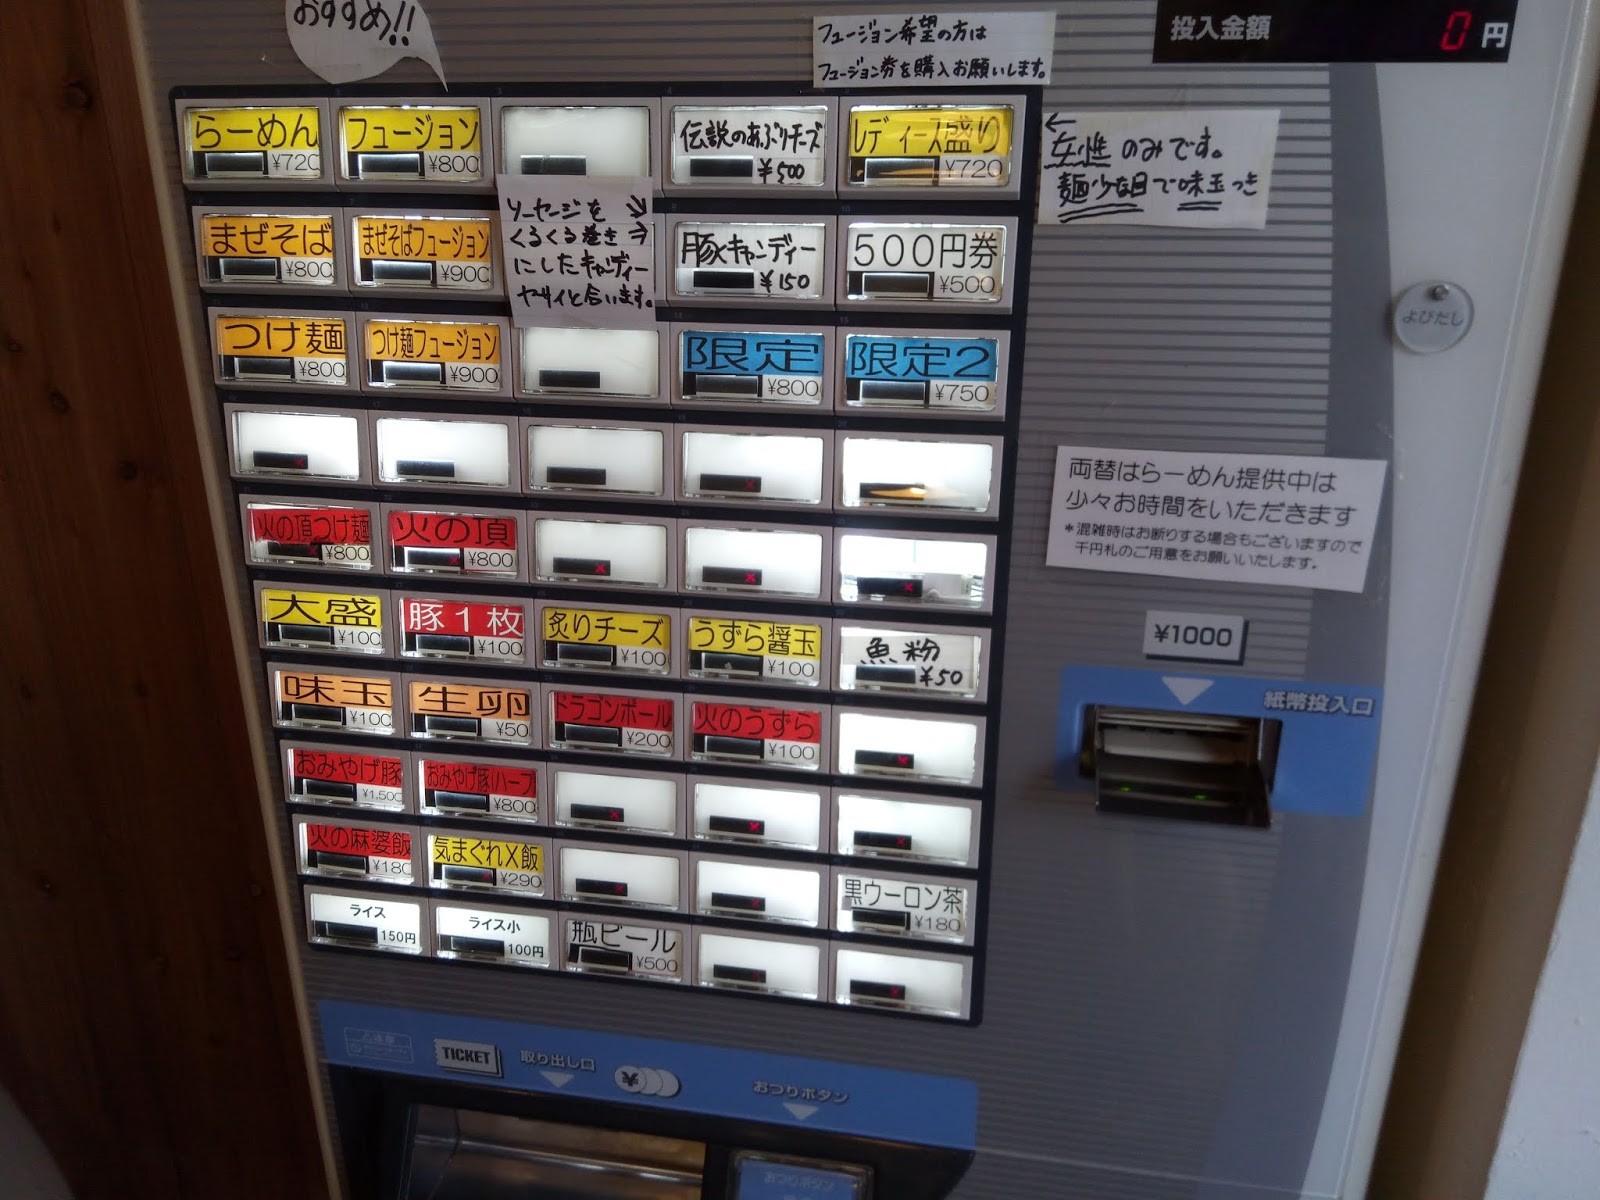 おすすめ!!
フュージョン希望の方は
フュージョン券を購入お願いします。
投入金額
0 円
らーめん ¥720
フュージョン ¥800
伝説のあぶりチーズ ¥500
レディース盛り ¥720
←
女性のみです。
麺少な目で味玉つき
まぜそば ¥800
まぜそばフュージョン ¥900
ソーセージを
くるくる巻き
にしたキャンディー
ヤサイと合います。
豚キャンディー ¥150
500円券 ¥500
よびだし
つけ麺 ¥800
つけ麺フュージョン ¥900
限定 ¥800
限定2 ¥750
両替はらーめん提供中は
少々お時間をいただきます
*混雑時はお断りする場合もございますので
千円札のご用意をお願いいたします。
火の頂つけ麺 ¥800
火の頂 ¥800
大盛 ¥100
豚1枚 ¥100
炙りチーズ ¥100
うずら醤玉 ¥100
魚粉 ¥50
¥1000
紙幣投入口
味玉 ¥100
生卵 ¥50
ドラゴンボール ¥200
火のうずら ¥100
おみやげ豚 ¥1,500
おみやげ豚ハーフ ¥800
火の麻婆飯 ¥180
気まぐれX飯 ¥290
黒ウーロン茶 ¥180
ライス 150円
ライス小 100円
瓶ビール ¥500
TICKET
取り出し口
¥
おつりボタン
おつりボタン